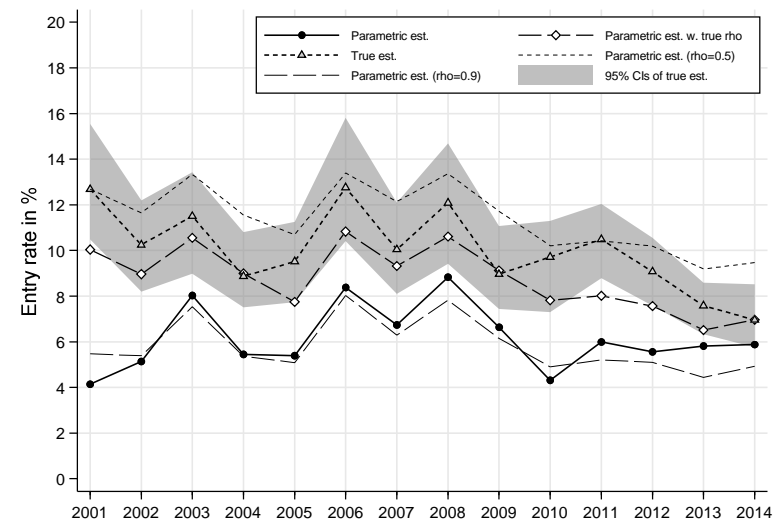 20
18
16
14
12
10
8
6
4
2
0
Entry rate in %
Parametric est.
Parametric est. w. true rho
True est.
Parametric est. (rho=0.5)
Parametric est. (rho=0.9)
95% CIs of true est.
2001 2002 2003 2004 2005 2006 2007 2008 2009 2010 2011 2012 2013 2014